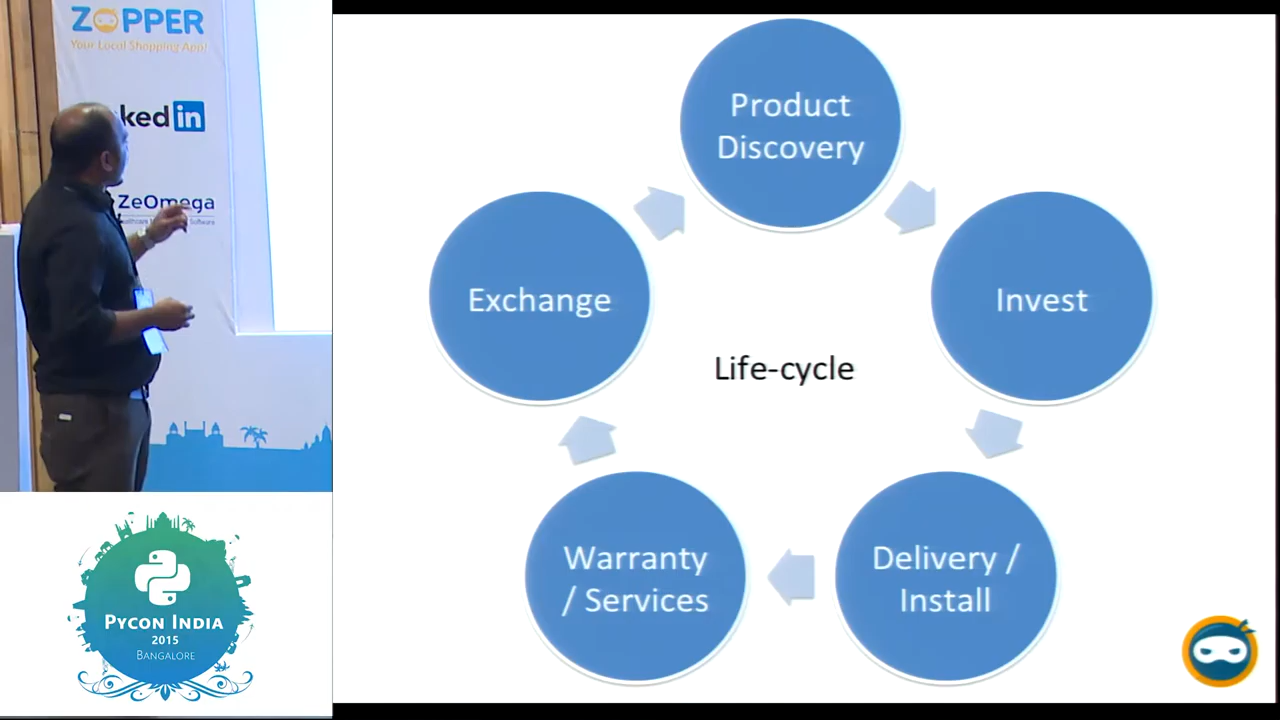 ZOPPER
Your Local Shopping App!
ked in
ZeOmega
Product
Discovery
Exchange
Invest
Life-cycle
Warranty
/ Services
Delivery /
Install
PYCON INDIA
2015
BANGALORE